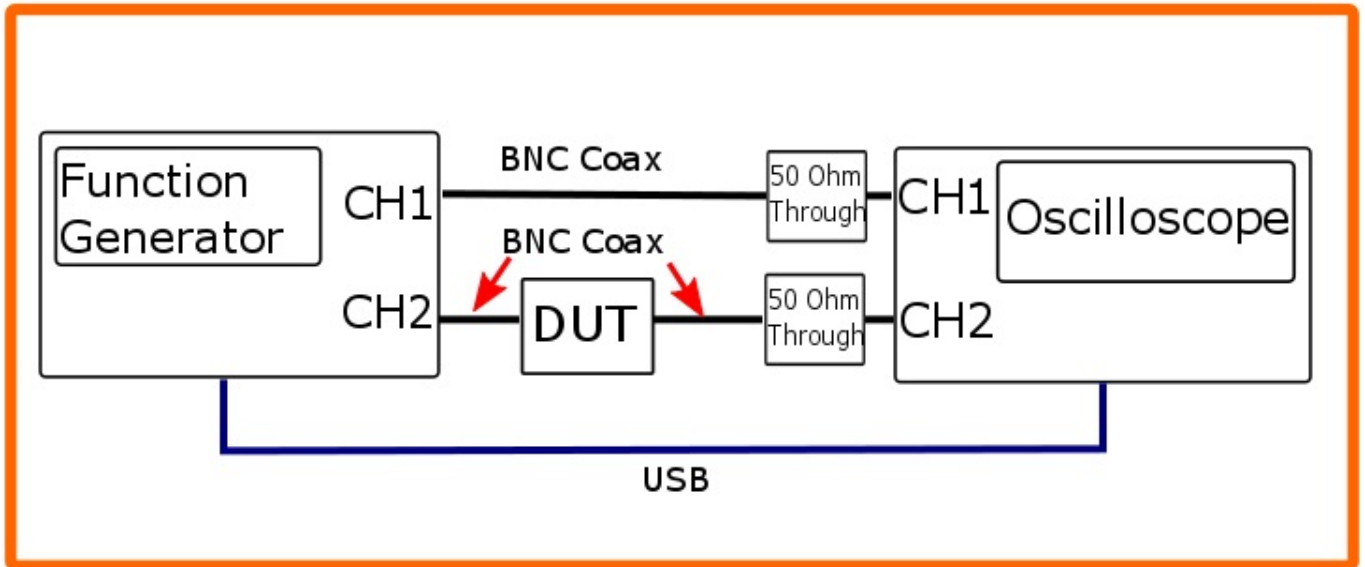 Function
Generator
CH1
CH2
BNC Coax
BNC Coax
DUT
50 Ohm
Through
50 Ohm
Through
CH1
CH2
Oscilloscope
USB